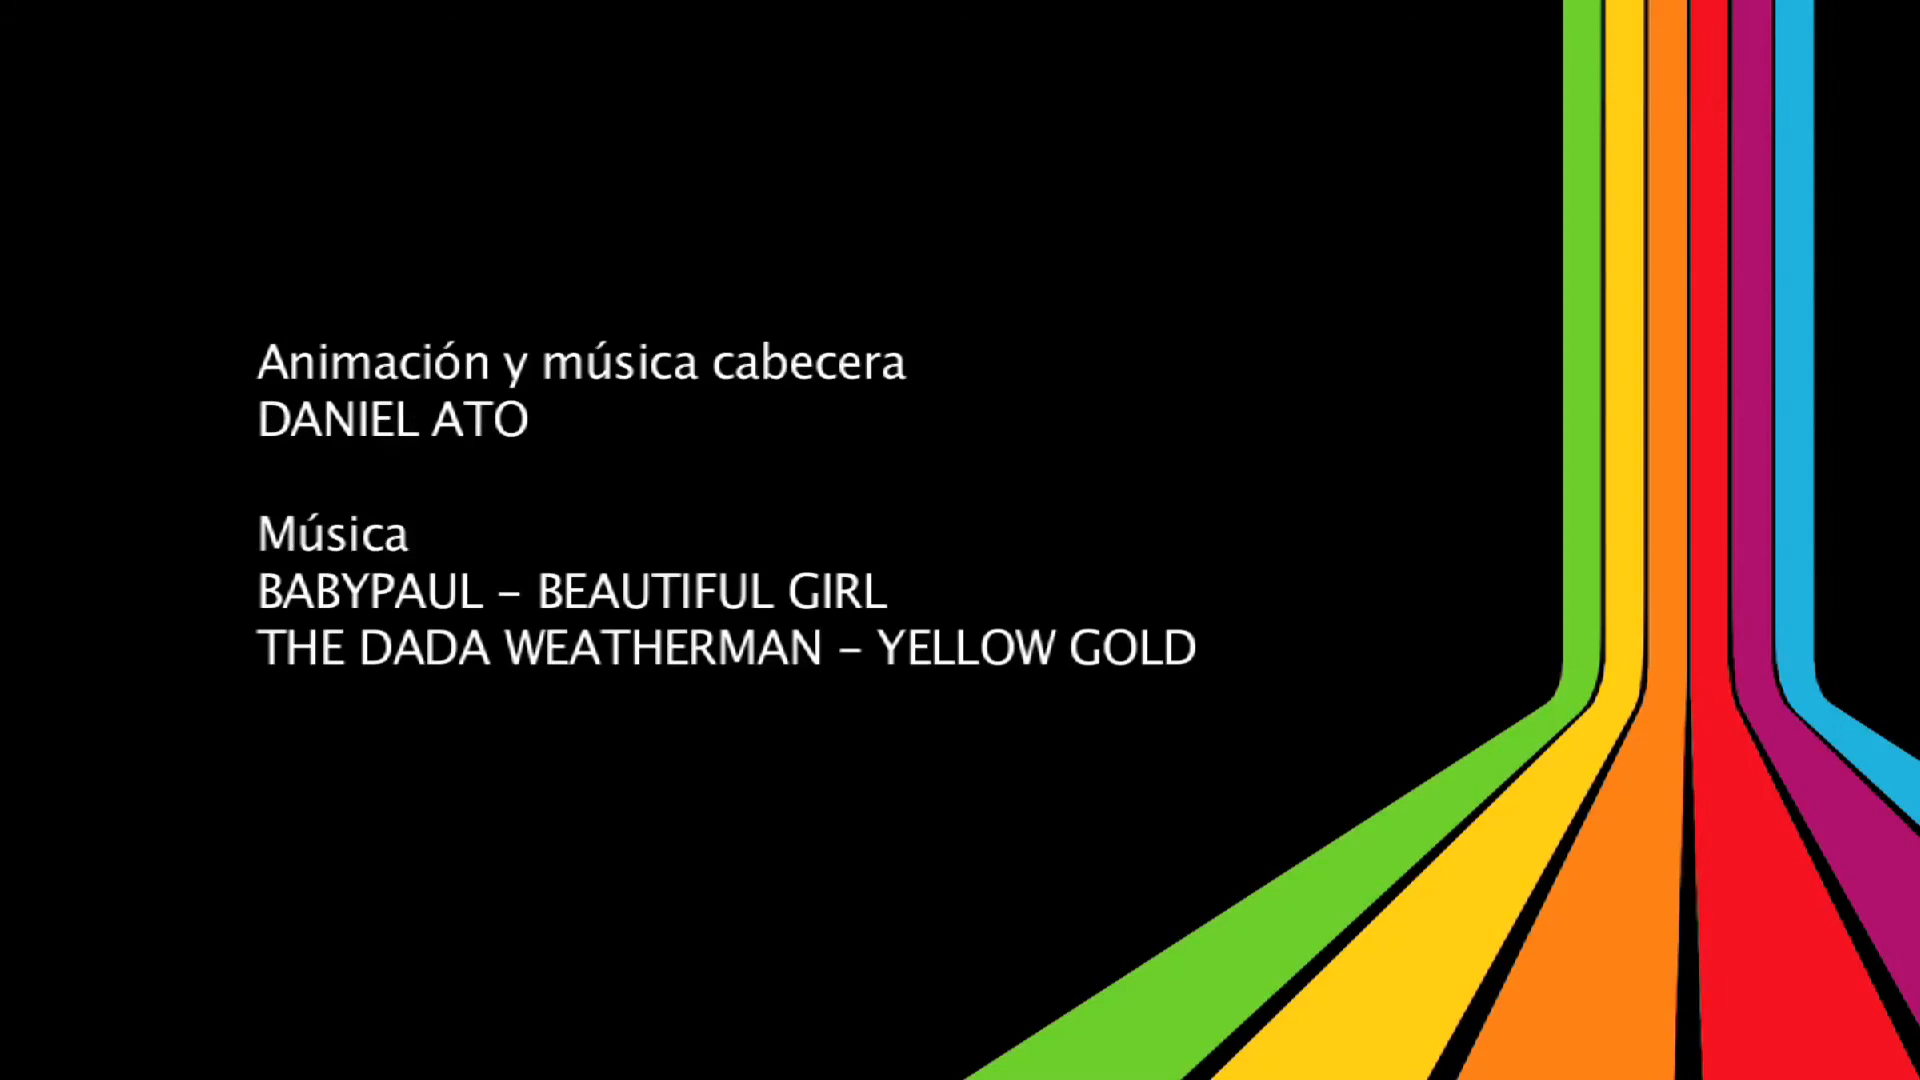 Animación y música cabecera
DANIEL ATO
Música
BABYPAUL – BEAUTIFUL GIRL
THE DADA WEATHERMAN – YELLOW GOLD